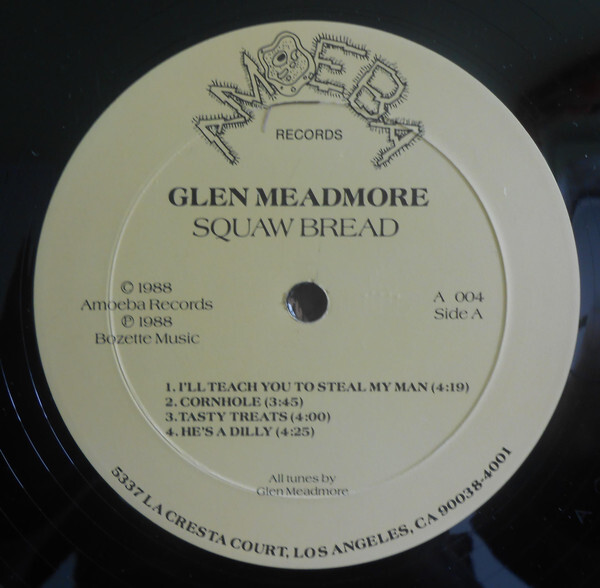 AMOEBA
RECORDS
GLEN MEADMORE
SQUAW BREAD
© 1988
Amoeba Records
℗ 1988
Bozette Music
A 004
Side A
1. I'LL TEACH YOU TO STEAL MY MAN (4:19)
2. CORNHOLE (3:45)
3. TASTY TREATS (4:00)
4. HE'S A DILLY (4:25)
All tunes by
Glen Meadmore
5337 LA CRESTA COURT, LOS ANGELES, CA 90038-4001